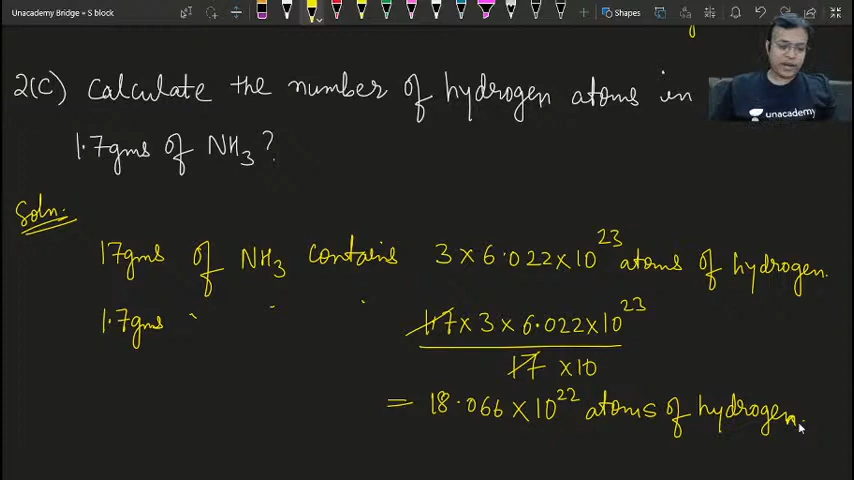 Unacademy Bridge = S block
Shapes
unacademy
2(C) Calculate the number of hydrogen atoms in
1.7gms of NH3?
Soln.
17gms of NH3 contains 3 × 6.022 × 10^23 atoms of hydrogen.
1.7gms " " "
1.7 × 3 × 6.022 × 10^23
17 × 10
= 18.066 × 10^22 atoms of hydrogen.